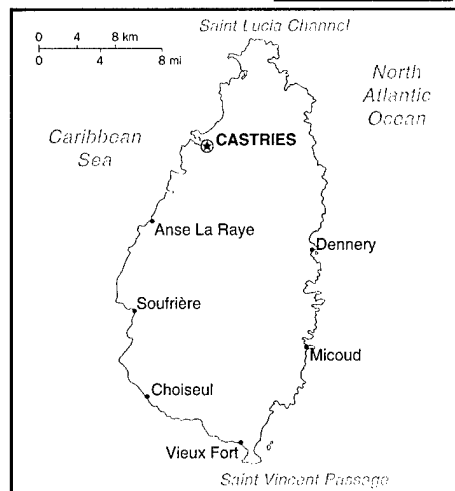 Saint Lucia Channel
0 4 8 km
0 4 8 mi
North
Atlantic
Ocean
Caribbean
Sea
CASTRIES
Anse La Raye
Dennery
Soufrière
Micoud
Choiseul
Vieux Fort
Saint Vincent Passage